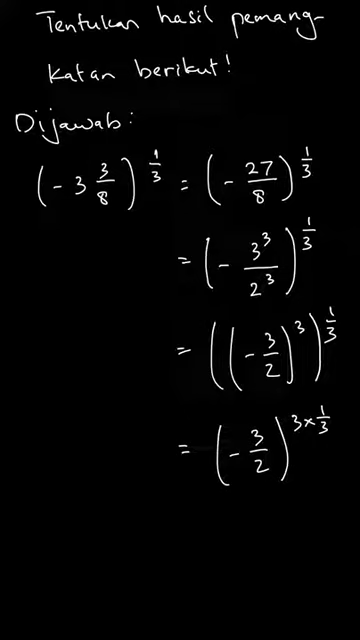 Tentukan hasil pemang-
katan berikut!
Dijawab:
(-3 3/8)^(1/3) = (-27/8)^(1/3)
= (-3^3/2^3)^(1/3)
= ((-3/2)^3)^(1/3)
= (-3/2)^(3×1/3)